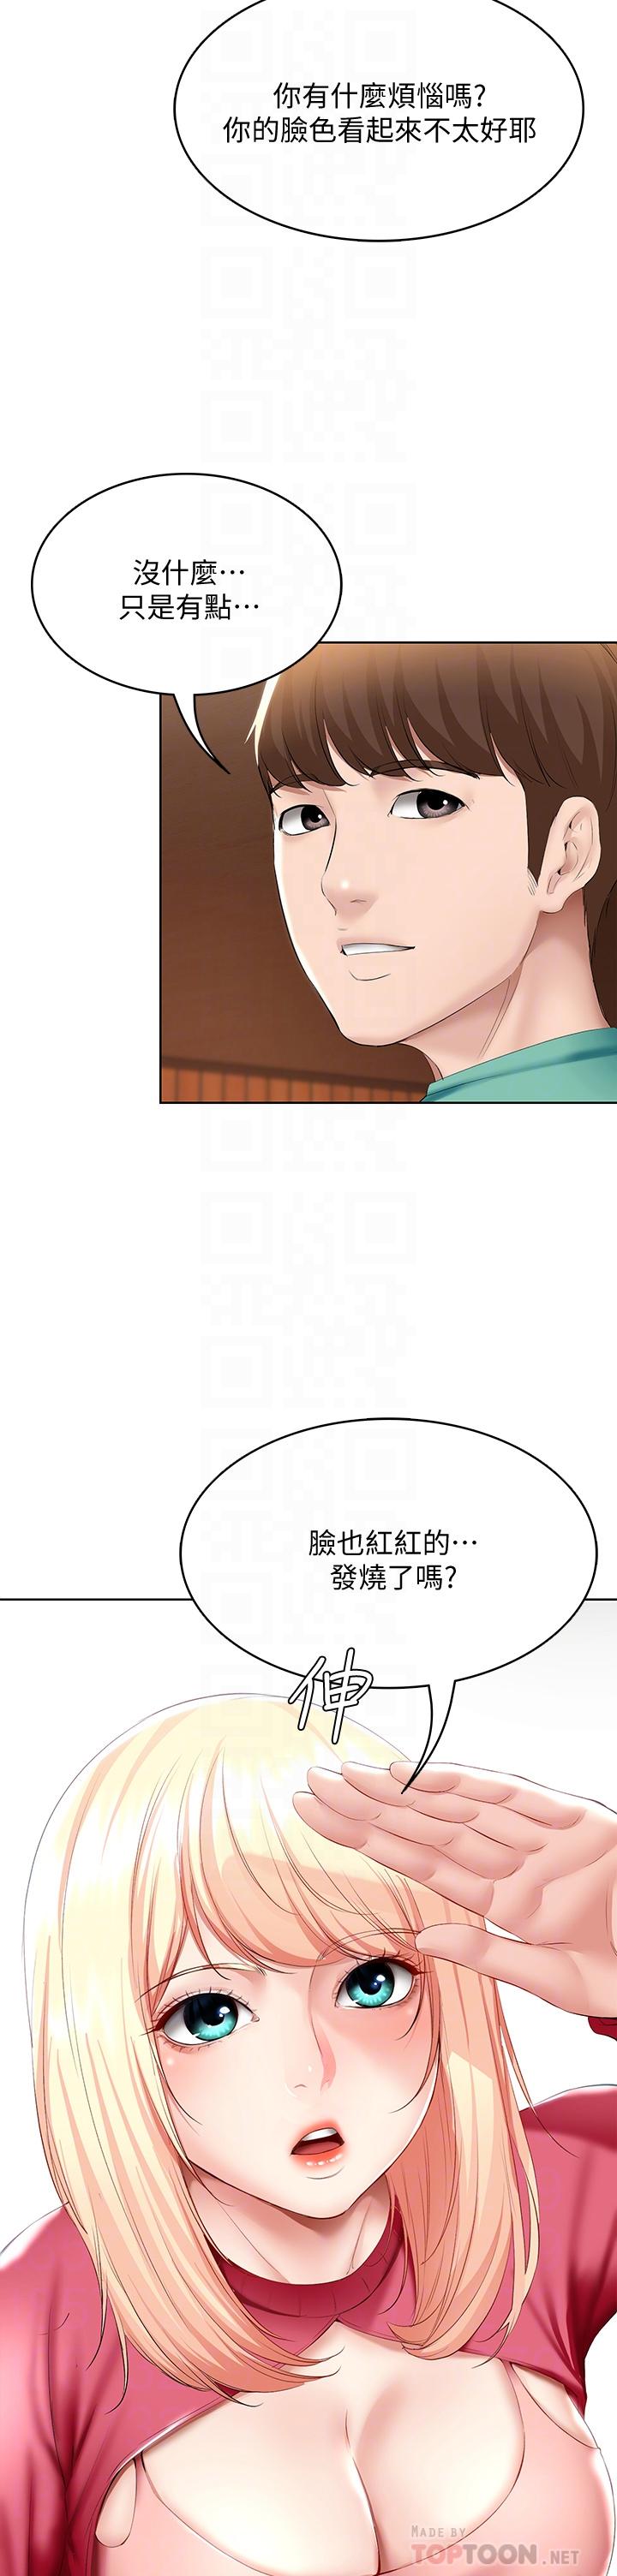 你有什麼煩惱嗎?
你的臉色看起來不太好耶
沒什麼⋯
只是有點⋯
臉也紅紅的⋯
發燒了嗎?
伸
MADE BY
TOPTOON.NET